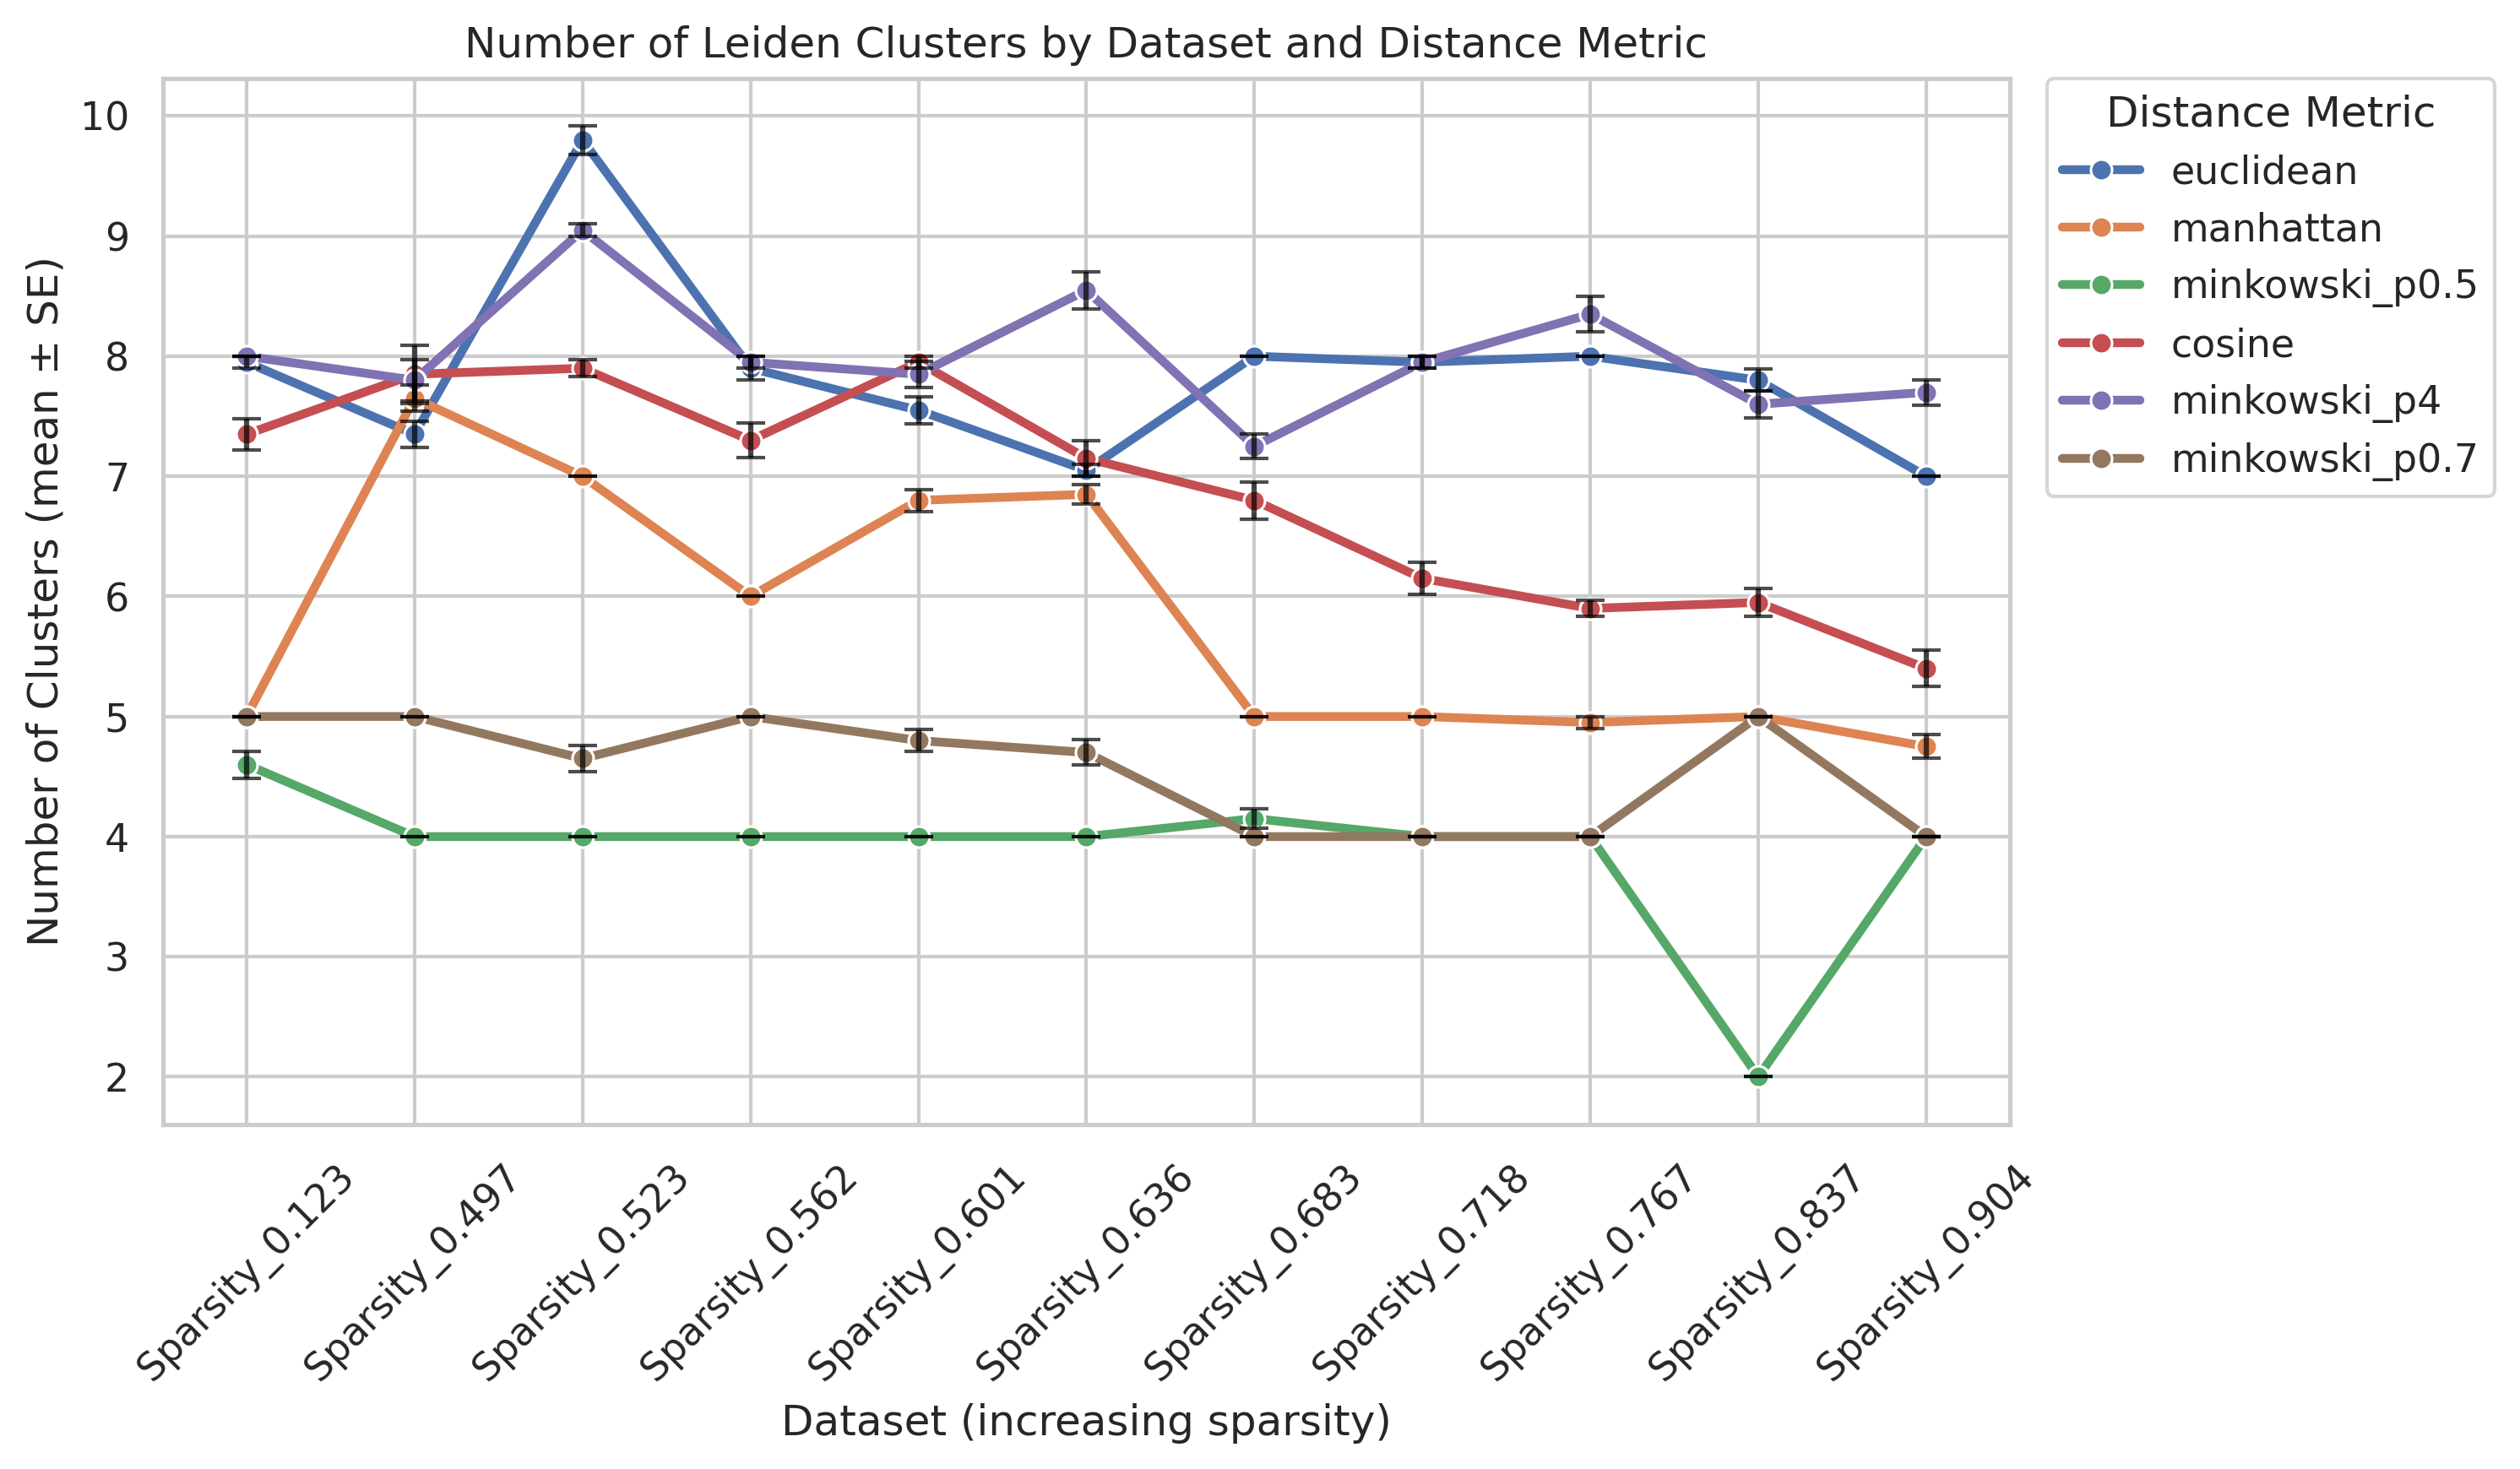 Number of Leiden Clusters by Dataset and Distance Metric
Number of Clusters (mean ± SE)
10
9
8
7
6
5
4
3
2
Distance Metric
euclidean
manhattan
minkowski_p0.5
cosine
minkowski_p4
minkowski_p0.7
Sparsity_0.123
Sparsity_0.497
Sparsity_0.523
Sparsity_0.562
Sparsity_0.601
Sparsity_0.636
Sparsity_0.683
Sparsity_0.718
Sparsity_0.767
Sparsity_0.837
Sparsity_0.904
Dataset (increasing sparsity)